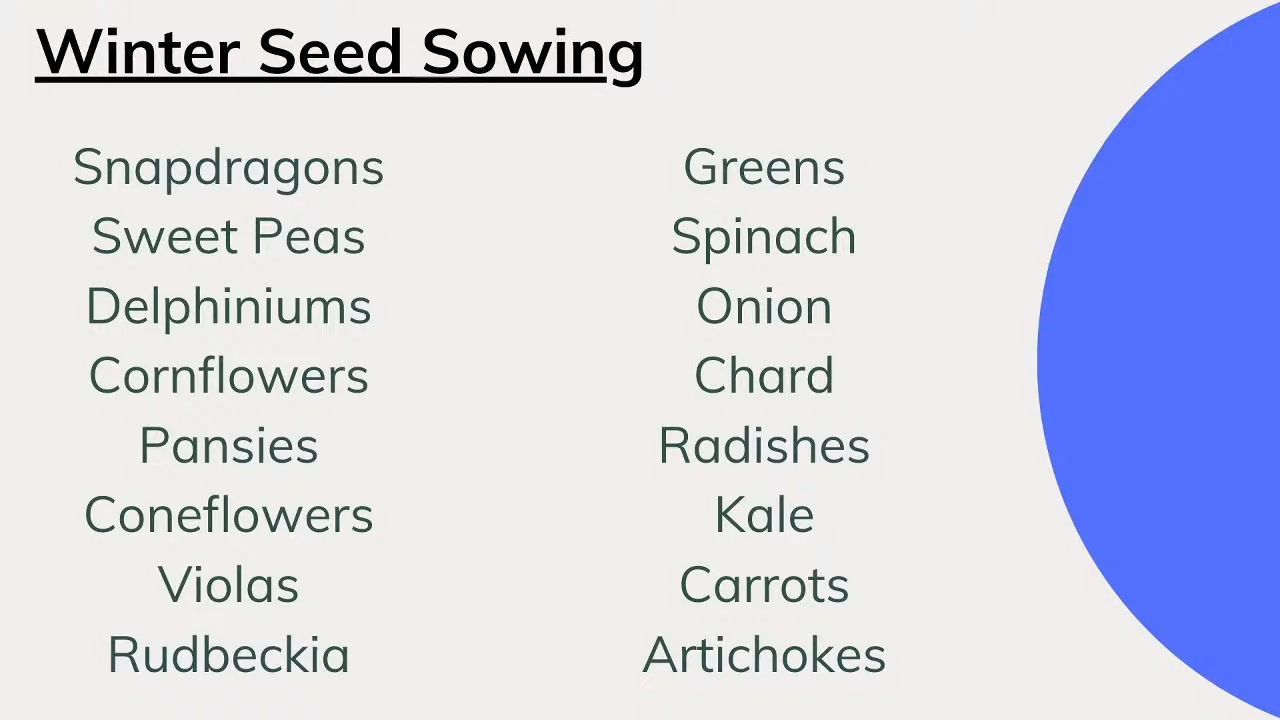 Winter Seed Sowing
Snapdragons
Sweet Peas
Delphiniums
Cornflowers
Pansies
Coneflowers
Violas
Rudbeckia
Greens
Spinach
Onion
Chard
Radishes
Kale
Carrots
Artichokes